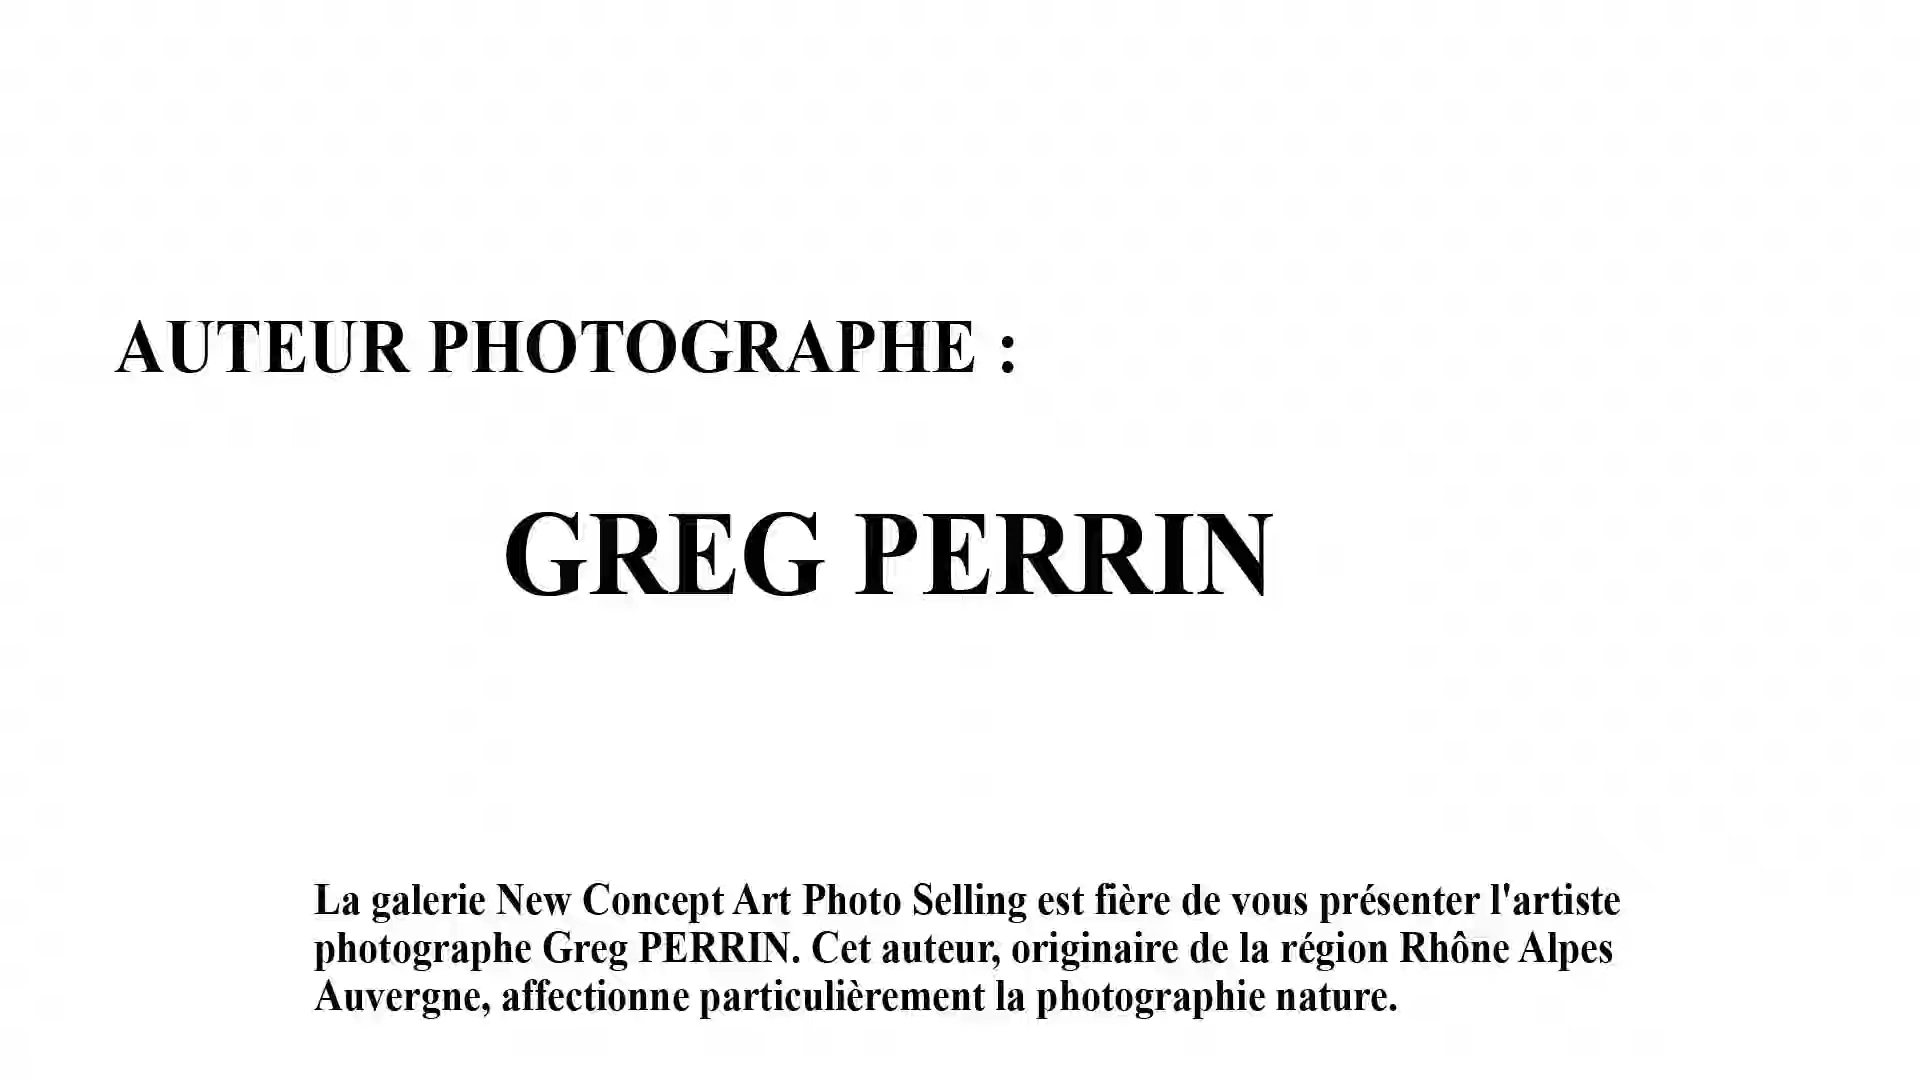 AUTEUR PHOTOGRAPHE :
GREG PERRIN
La galerie New Concept Art Photo Selling est fière de vous présenter l'artiste
photographe Greg PERRIN. Cet auteur, originaire de la région Rhône Alpes
Auvergne, affectionne particulièrement la photographie nature.